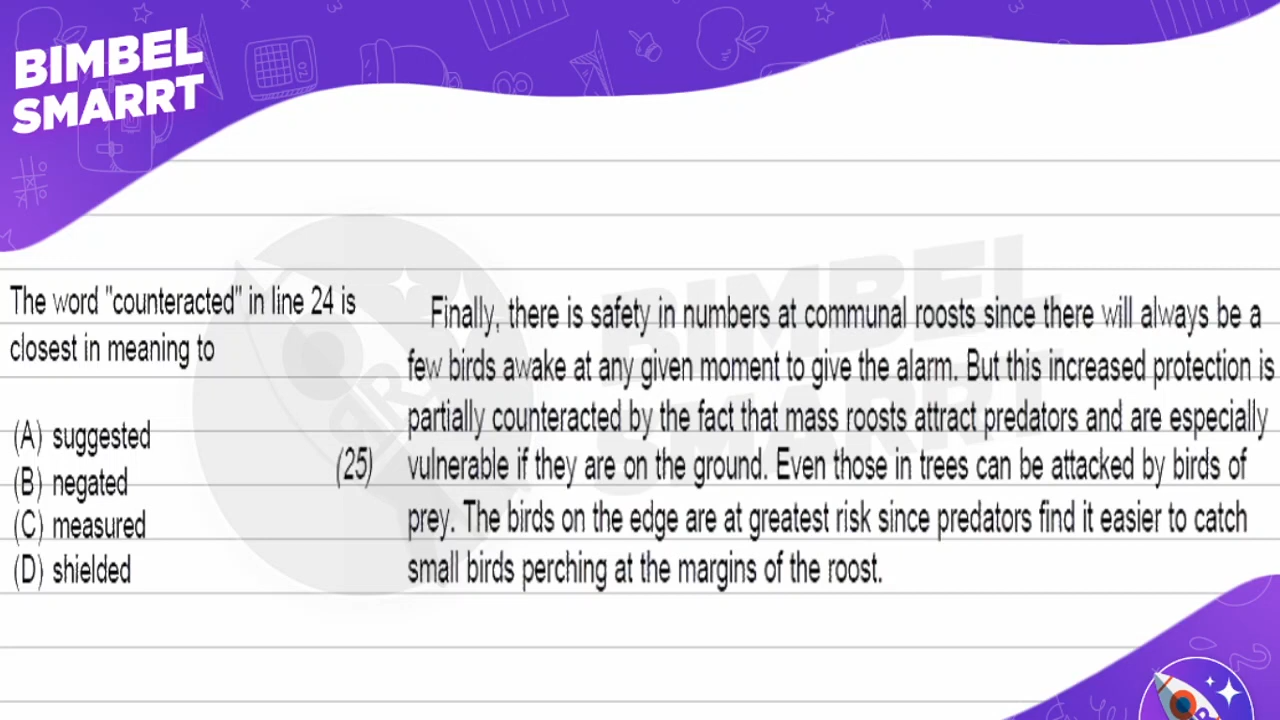 BIMBEL
SMARRT
The word "counteracted" in line 24 is
closest in meaning to
(A) suggested
(B) negated
(C) measured
(D) shielded
Finally, there is safety in numbers at communal roosts since there will always be a
few birds awake at any given moment to give the alarm. But this increased protection is
partially counteracted by the fact that mass roosts attract predators and are especially
(25) vulnerable if they are on the ground. Even those in trees can be attacked by birds of
prey. The birds on the edge are at greatest risk since predators find it easier to catch
small birds perching at the margins of the roost.
BIMBEL
SMARRT